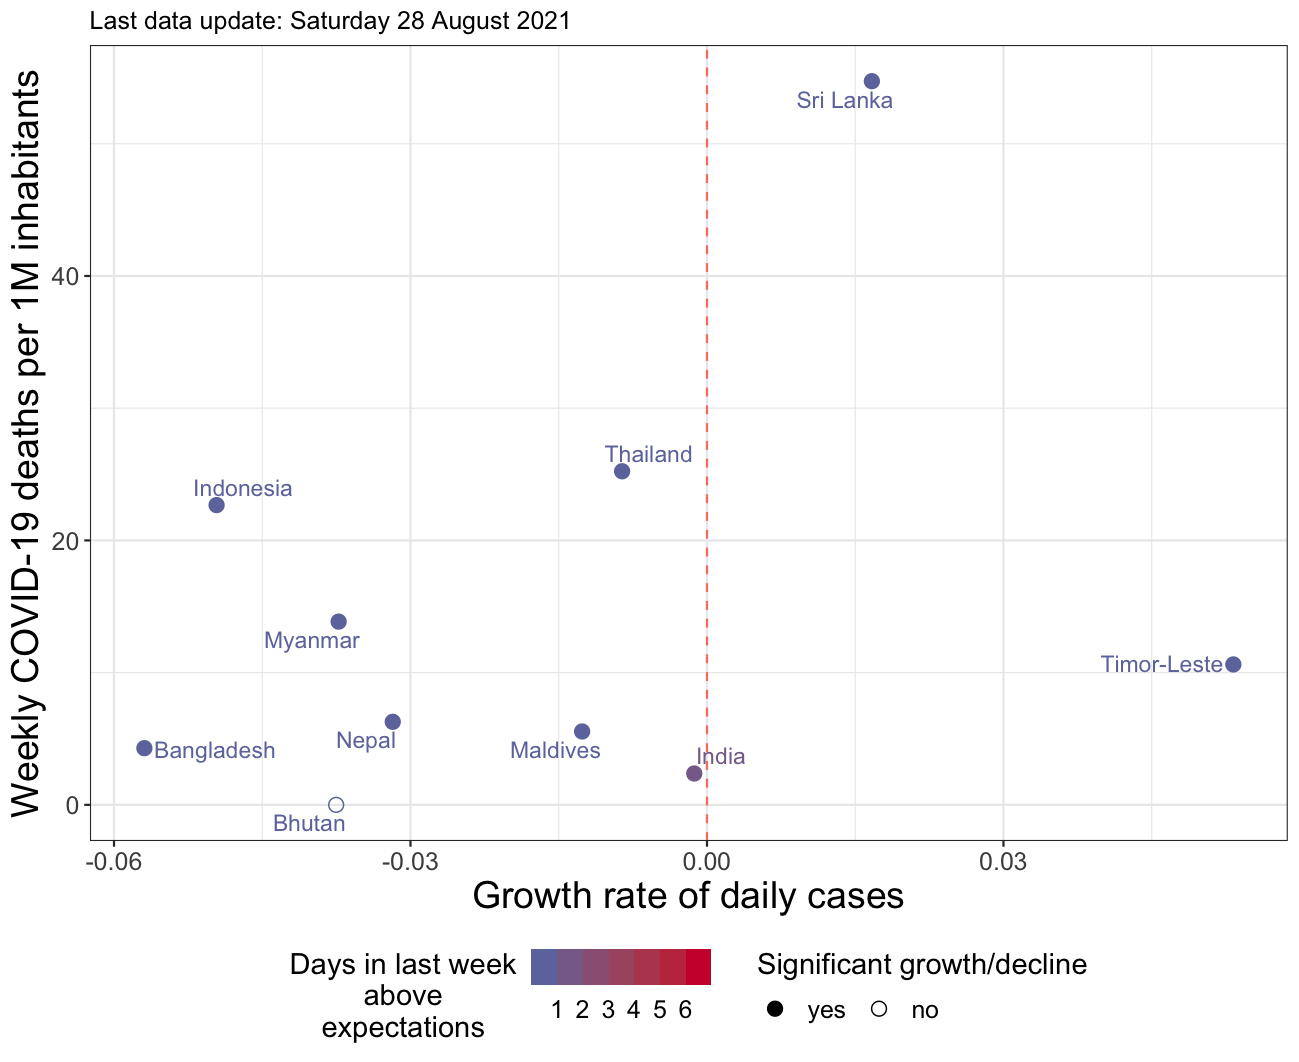 Last data update: Saturday 28 August 2021
Weekly COVID-19 deaths per 1M inhabitants
Sri Lanka
40
Thailand
Indonesia
20
Myanmar
Timor-Leste
Nepal
Bangladesh
Maldives
India
0
Bhutan
-0.06 -0.03 0.00 0.03
Growth rate of daily cases
Days in last week
above
expectations
1 2 3 4 5 6
Significant growth/decline
yes no